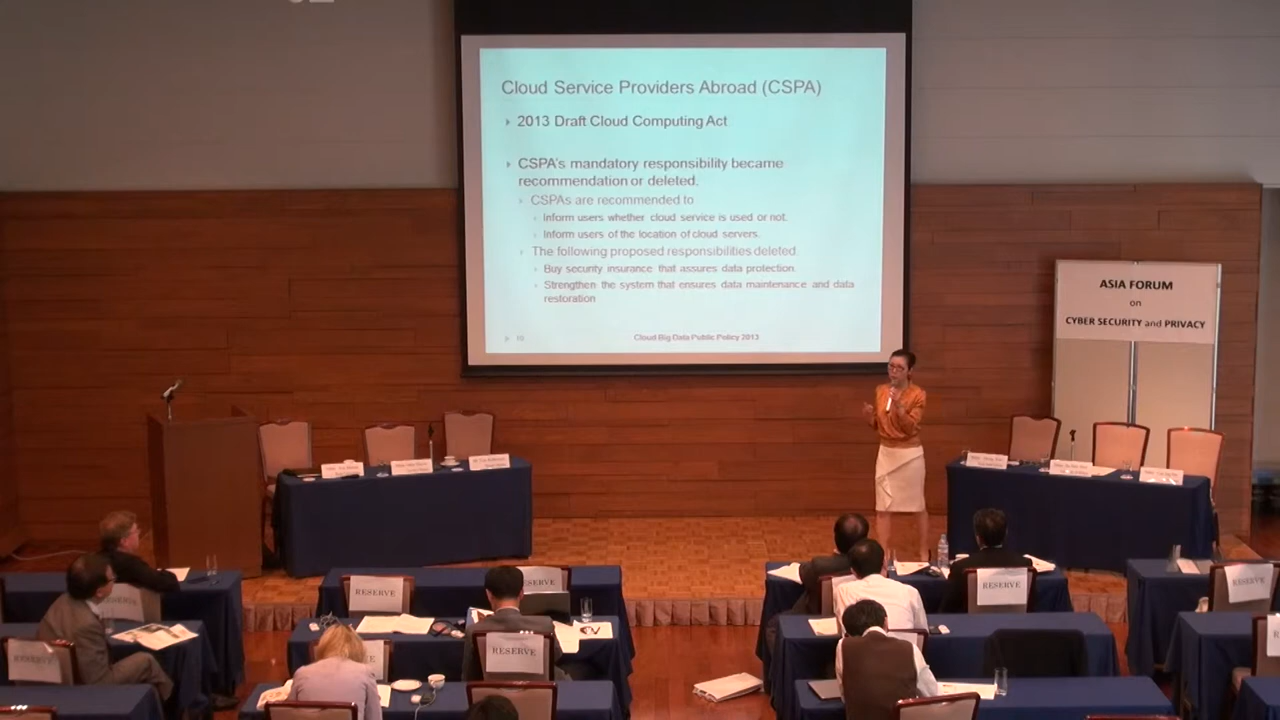 Cloud Service Providers Abroad (CSPA)
2013 Draft Cloud Computing Act
CSPA's mandatory responsibility became
recommendation or deleted.
CSPAs are recommended to
Inform users whether cloud service is used or not.
Inform users of the location of cloud servers.
The following proposed responsibilities deleted.
Buy security insurance that assures data protection.
Strengthen the system that ensures data maintenance and data
restoration
Cloud Big Data Public Policy 2013
ASIA FORUM
on
CYBER SECURITY and PRIVACY
RESERVE
RESERVE
RESERVE
RESERVE
RESERVE
RESERVE
RESERVE